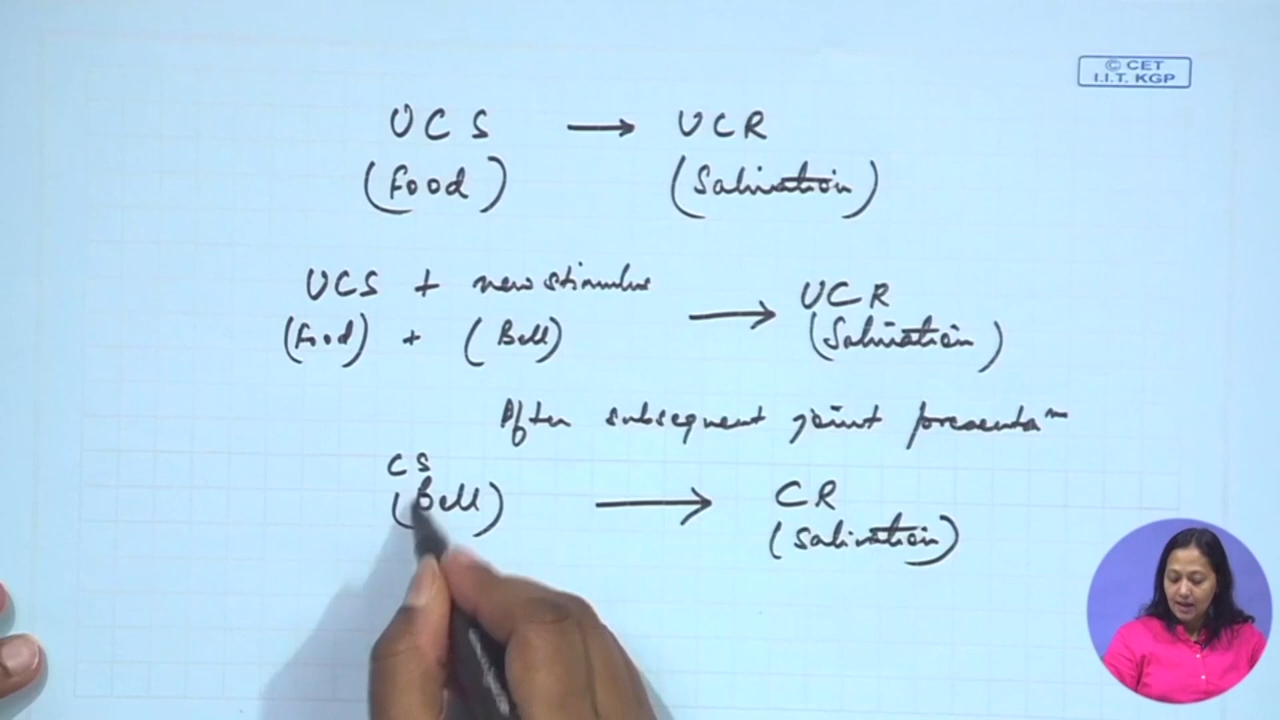 © CET
I.I.T. KGP
UCS → UCR
(Food) (Salivation)
UCS + new stimulus → UCR
(Food) + (Bell) (Salivation)
After subsequent joint presentaⁿ
CS
(Bell) → CR
(Salivation)